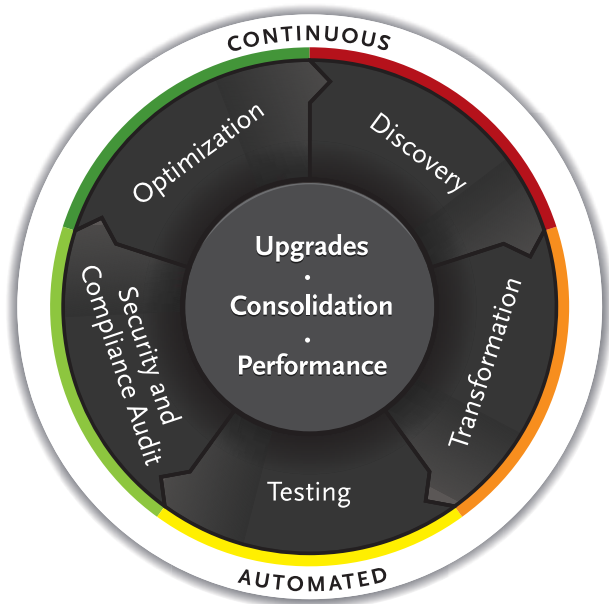 CONTINUOUS
Discovery
Transformation
Testing
Security and
Compliance Audit
Optimization
Upgrades
·
Consolidation
·
Performance
AUTOMATED